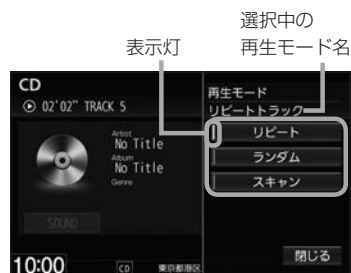 選択中の
表示灯
再生モード名
CD
02'02" TRACK 5
再生モード
リピートトラック
Artist
No Title
Album
No Title
Genre
リピート
ランダム
スキャン
SOUND
10:00
CD
東京都港区
閉じる